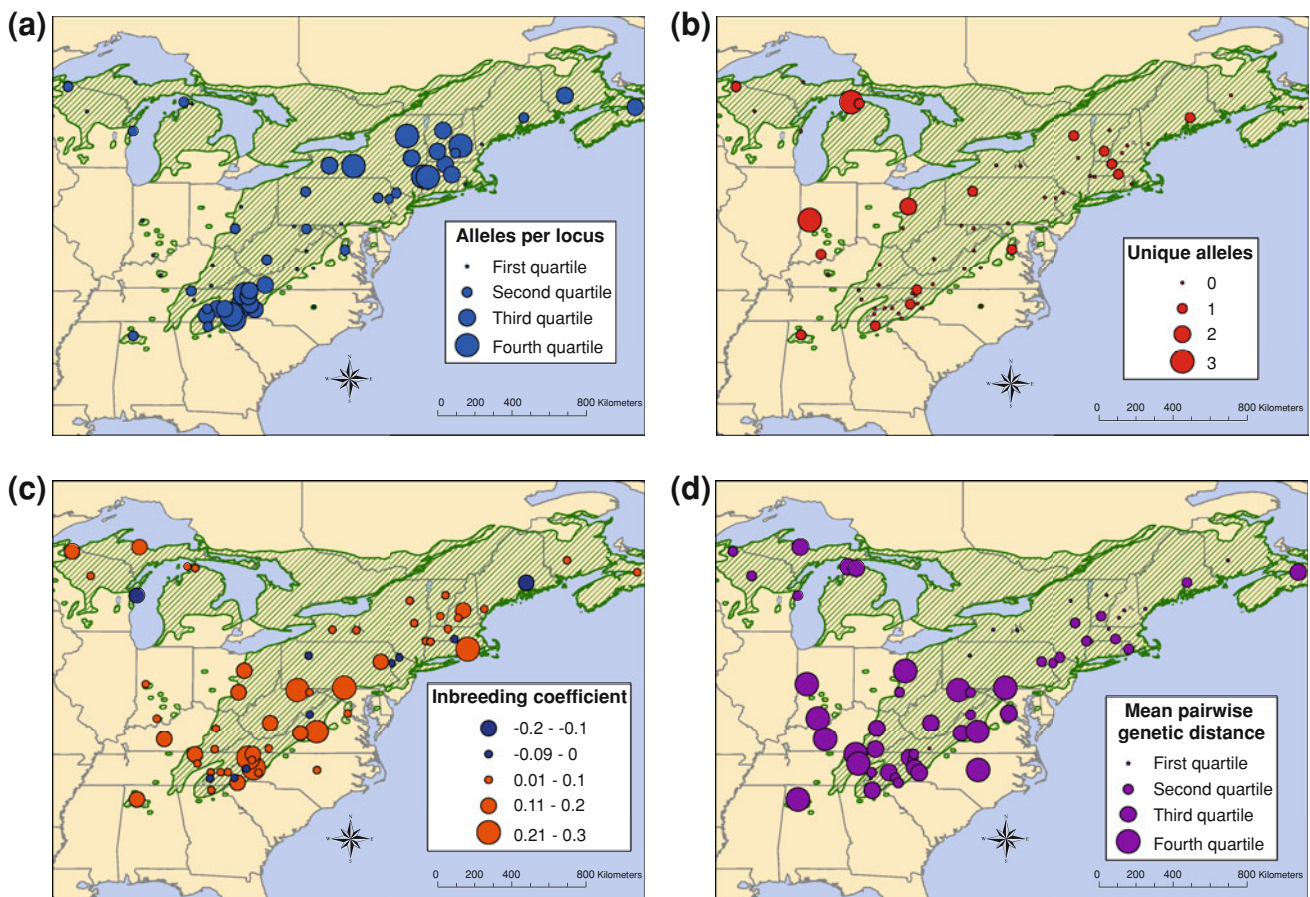 (a)
Alleles per locus
First quartile
Second quartile
Third quartile
Fourth quartile
N
W E
S
0 200 400 800 Kilometers
(b)
Unique alleles
0
1
2
3
N
W E
S
0 200 400 800 Kilometers
(c)
Inbreeding coefficient
-0.2 - -0.1
-0.09 - 0
0.01 - 0.1
0.11 - 0.2
0.21 - 0.3
N
W E
S
0 200 400 800 Kilometers
(d)
Mean pairwise
genetic distance
First quartile
Second quartile
Third quartile
Fourth quartile
N
W E
S
0 200 400 800 Kilometers